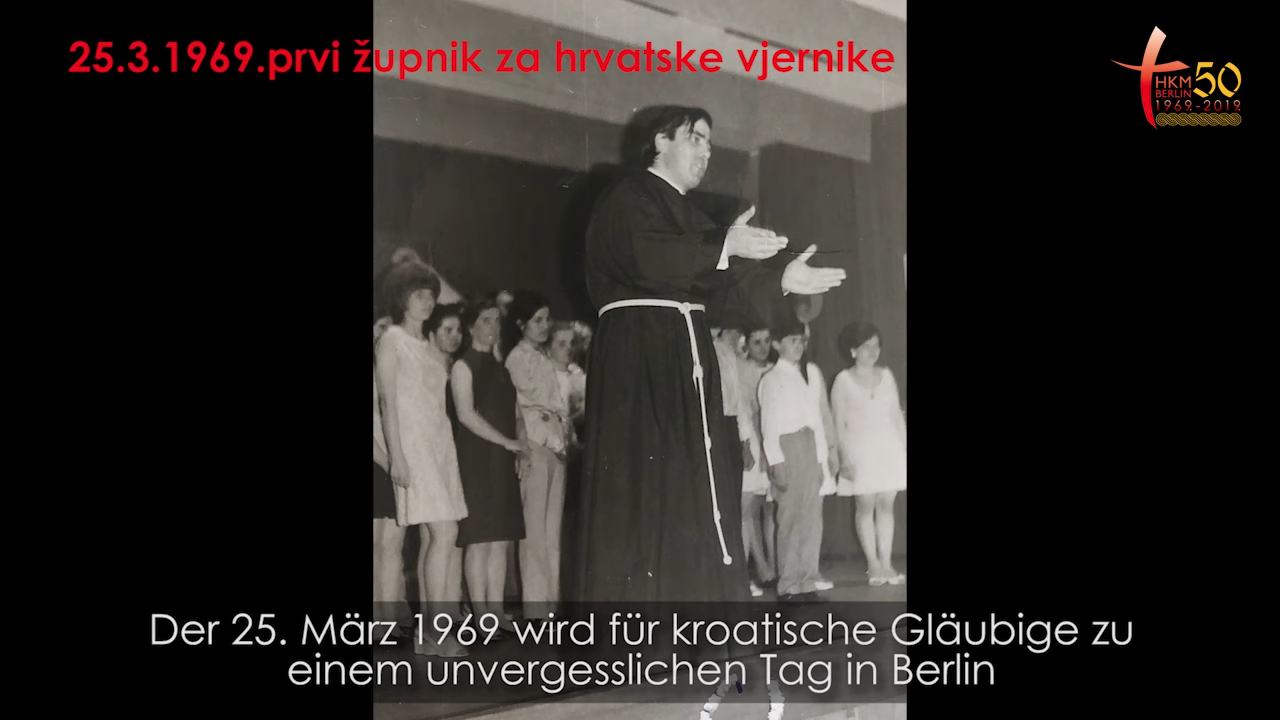 25.3.1969.prvi župnik za hrvatske vjernike
HKM 50
BERLIN
1969-2019
Der 25. März 1969 wird für kroatische Gläubige zu
einem unvergesslichen Tag in Berlin